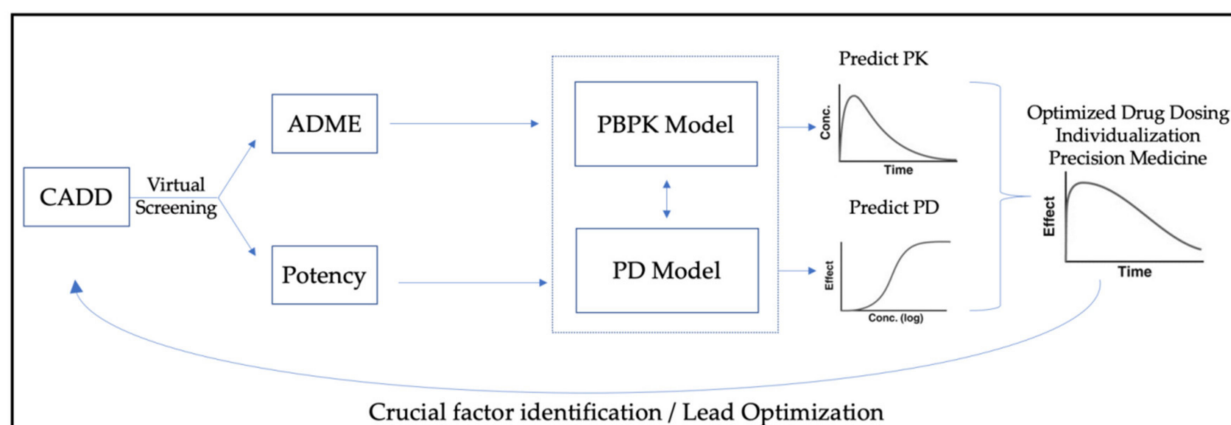 CADD
Virtual
Screening
ADME
Potency
PBPK Model
PD Model
Predict PK
Conc.
Time
Predict PD
Effect
Conc. (log)
Optimized Drug Dosing
Individualization
Precision Medicine
Effect
Time
Crucial factor identification / Lead Optimization